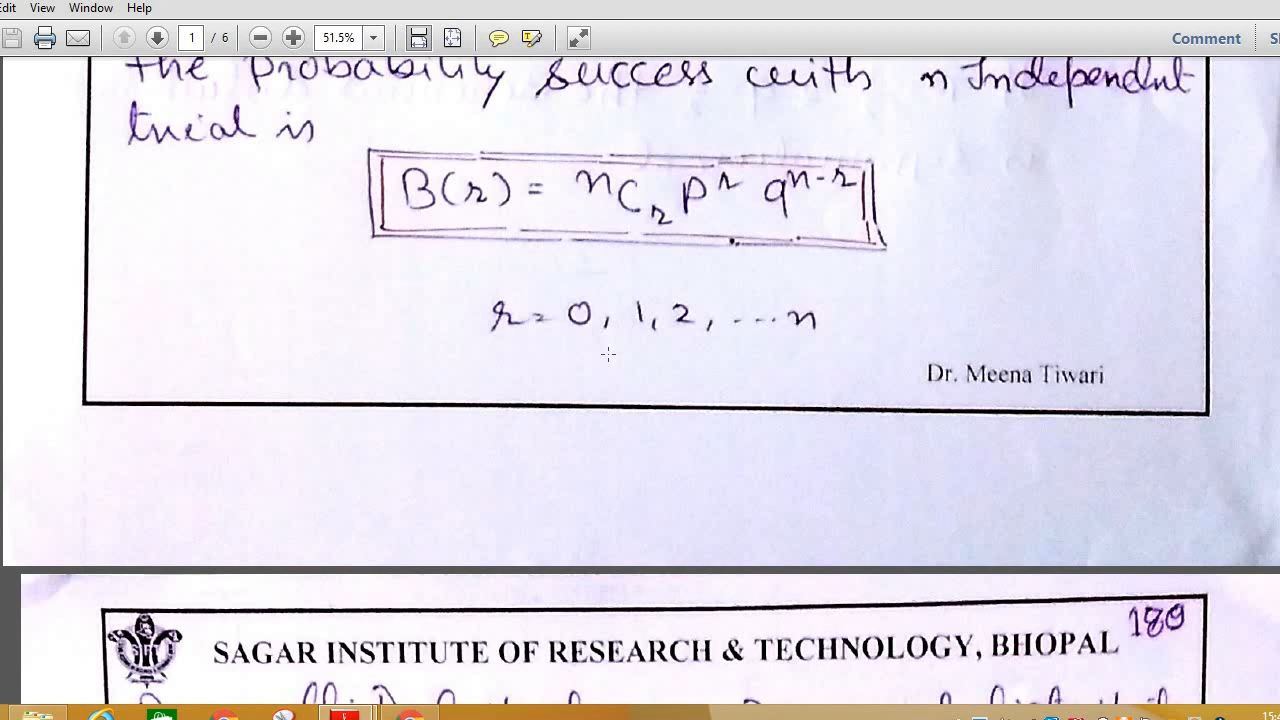 Edit View Window Help
1 / 6 51.5% Comment
the probability success with n Independent
trial is
B(r) = nCr p^r q^n-r
r = 0, 1, 2, ....n
Dr. Meena Tiwari
180
SAGAR INSTITUTE OF RESEARCH & TECHNOLOGY, BHOPAL